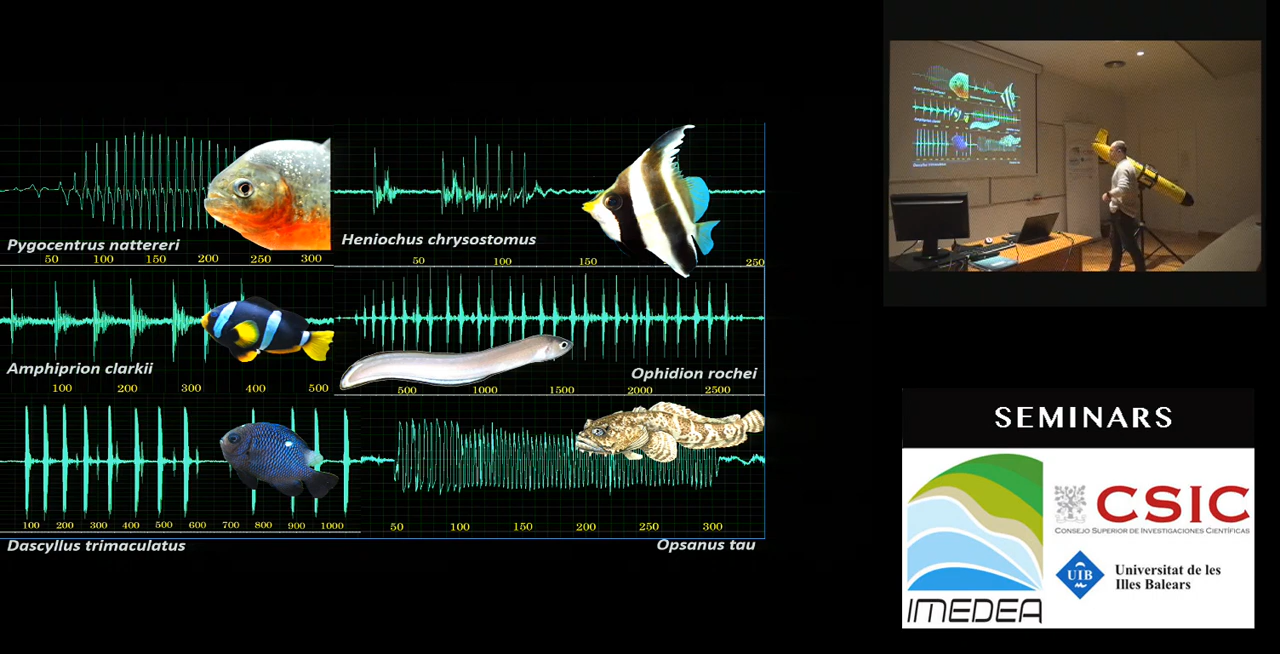 Pygocentrus nattereri
50 100 150 200 250 300
Heniochus chrysostomus
50 100 150 250
Amphiprion clarkii
100 200 300 400 500
Ophidion rochei
500 1000 1500 2000 2500
100 200 300 400 500 600 700 800 900 1000
Dascyllus trimaculatus
50 100 150 200 250 300
Opsanus tau
SEMINARS
CSIC
CONSEJO SUPERIOR DE INVESTIGACIONES CIENTÍFICAS
UIB
Universitat de les
Illes Balears
IMEDEA